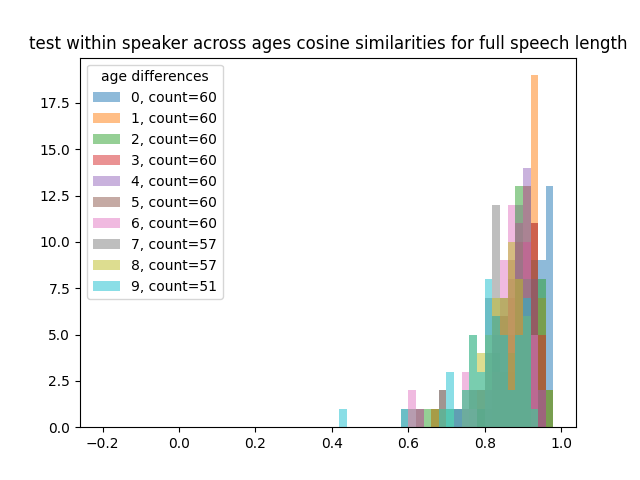 test within speaker across ages cosine similarities for full speech length
age differences
0, count=60
1, count=60
2, count=60
3, count=60
4, count=60
5, count=60
6, count=60
7, count=57
8, count=57
9, count=51
17.5
15.0
12.5
10.0
7.5
5.0
2.5
0.0
−0.2 0.0 0.2 0.4 0.6 0.8 1.0